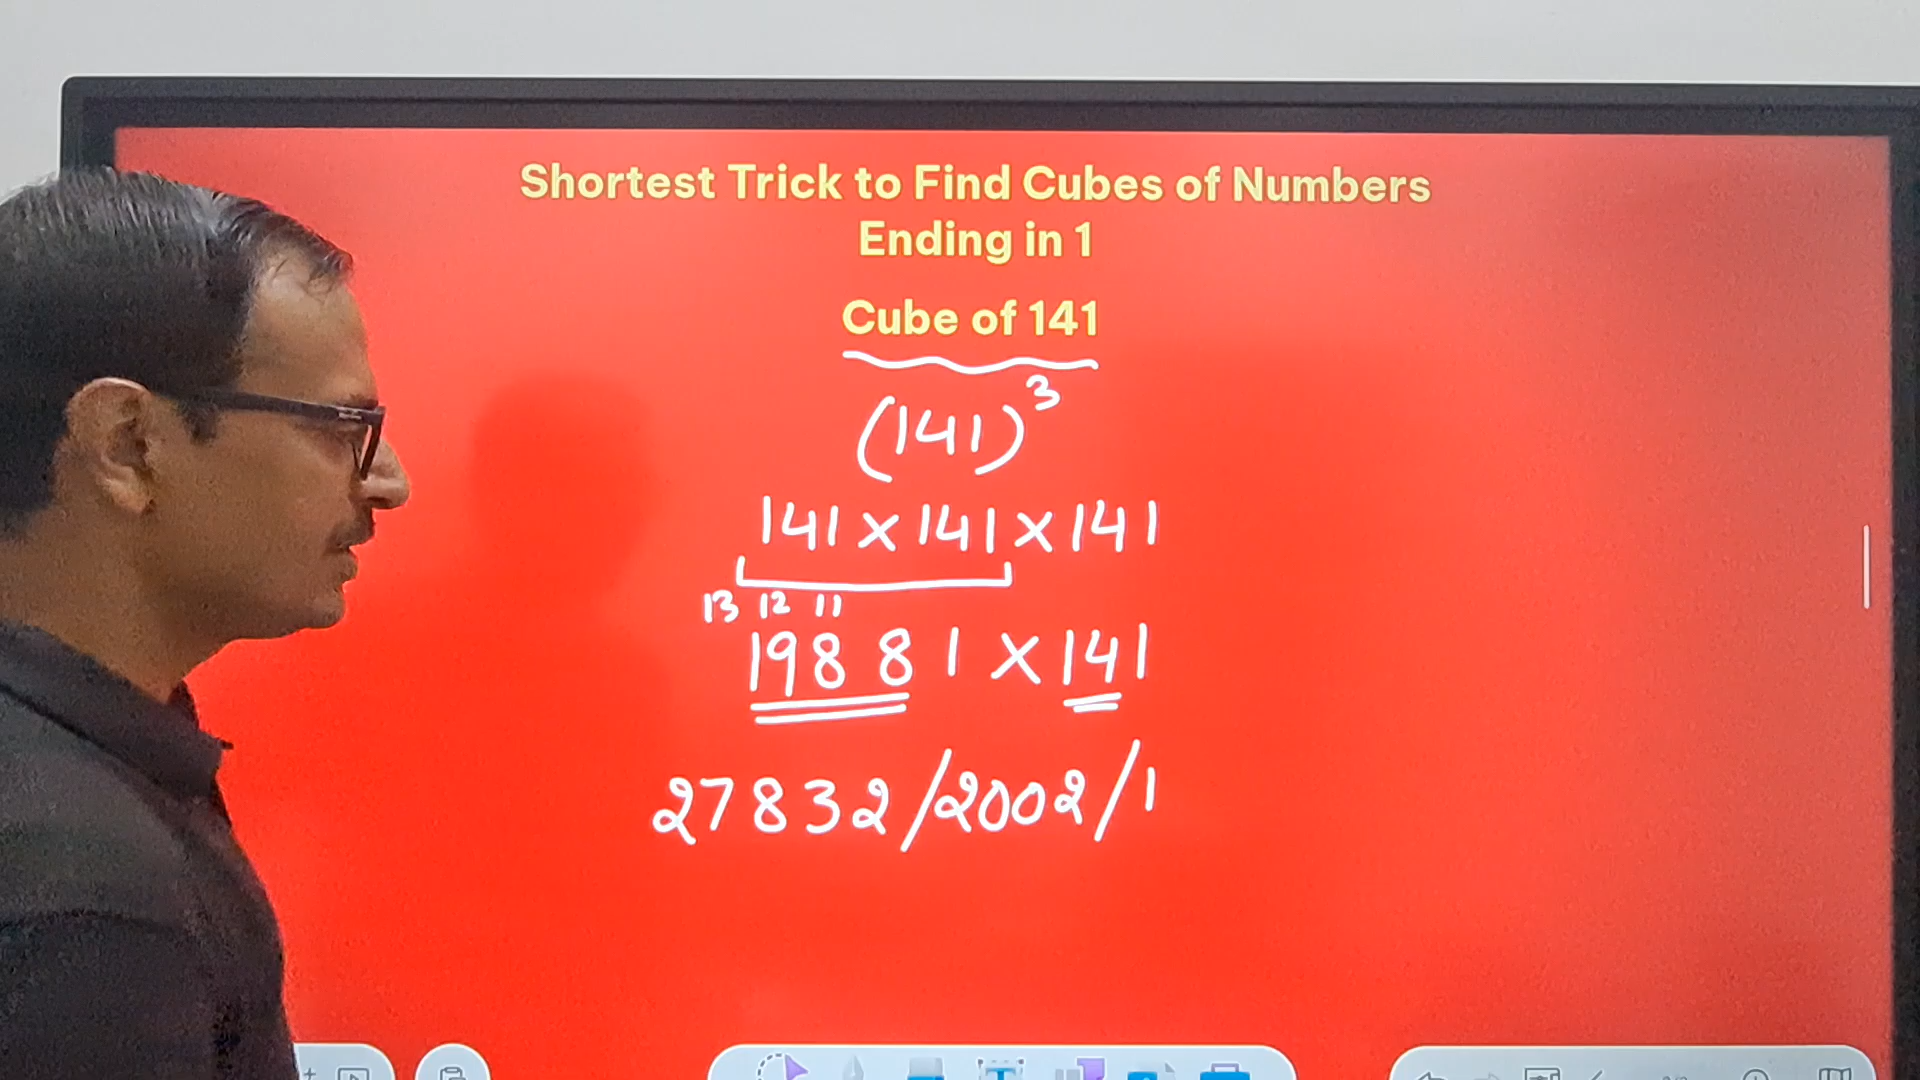 Shortest Trick to Find Cubes of Numbers
Ending in 1
Cube of 141
(141)³
141 × 141 × 141
13 12 11
19881 × 141
27832/2002/1